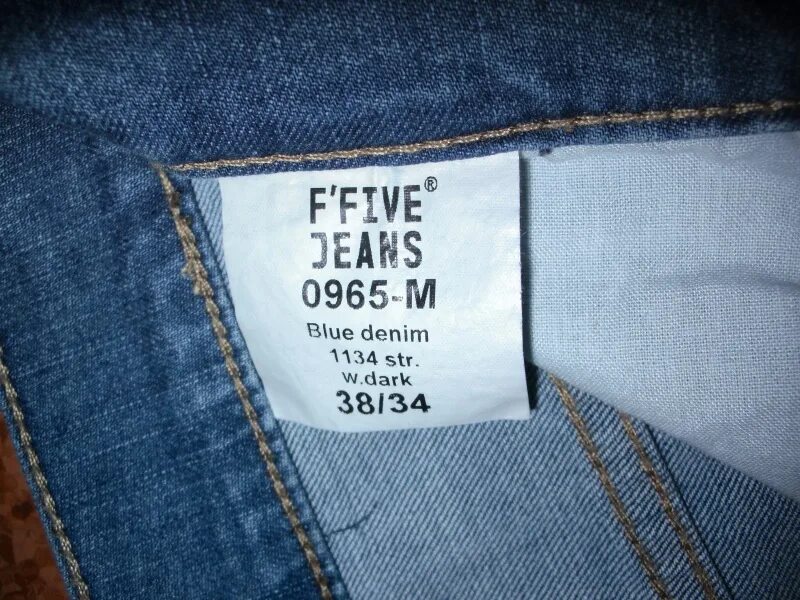 F'FIVE®
JEANS
0965-M
Blue denim
1134 str.
w.dark
38/34